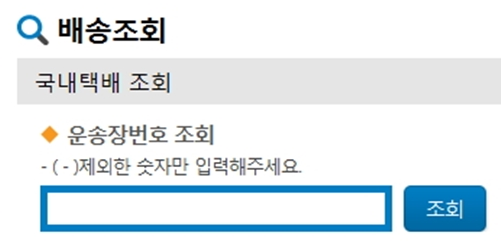 배송조회
국내택배 조회
◆ 운송장번호 조회
- ( - )제외한 숫자만 입력해주세요.
조회